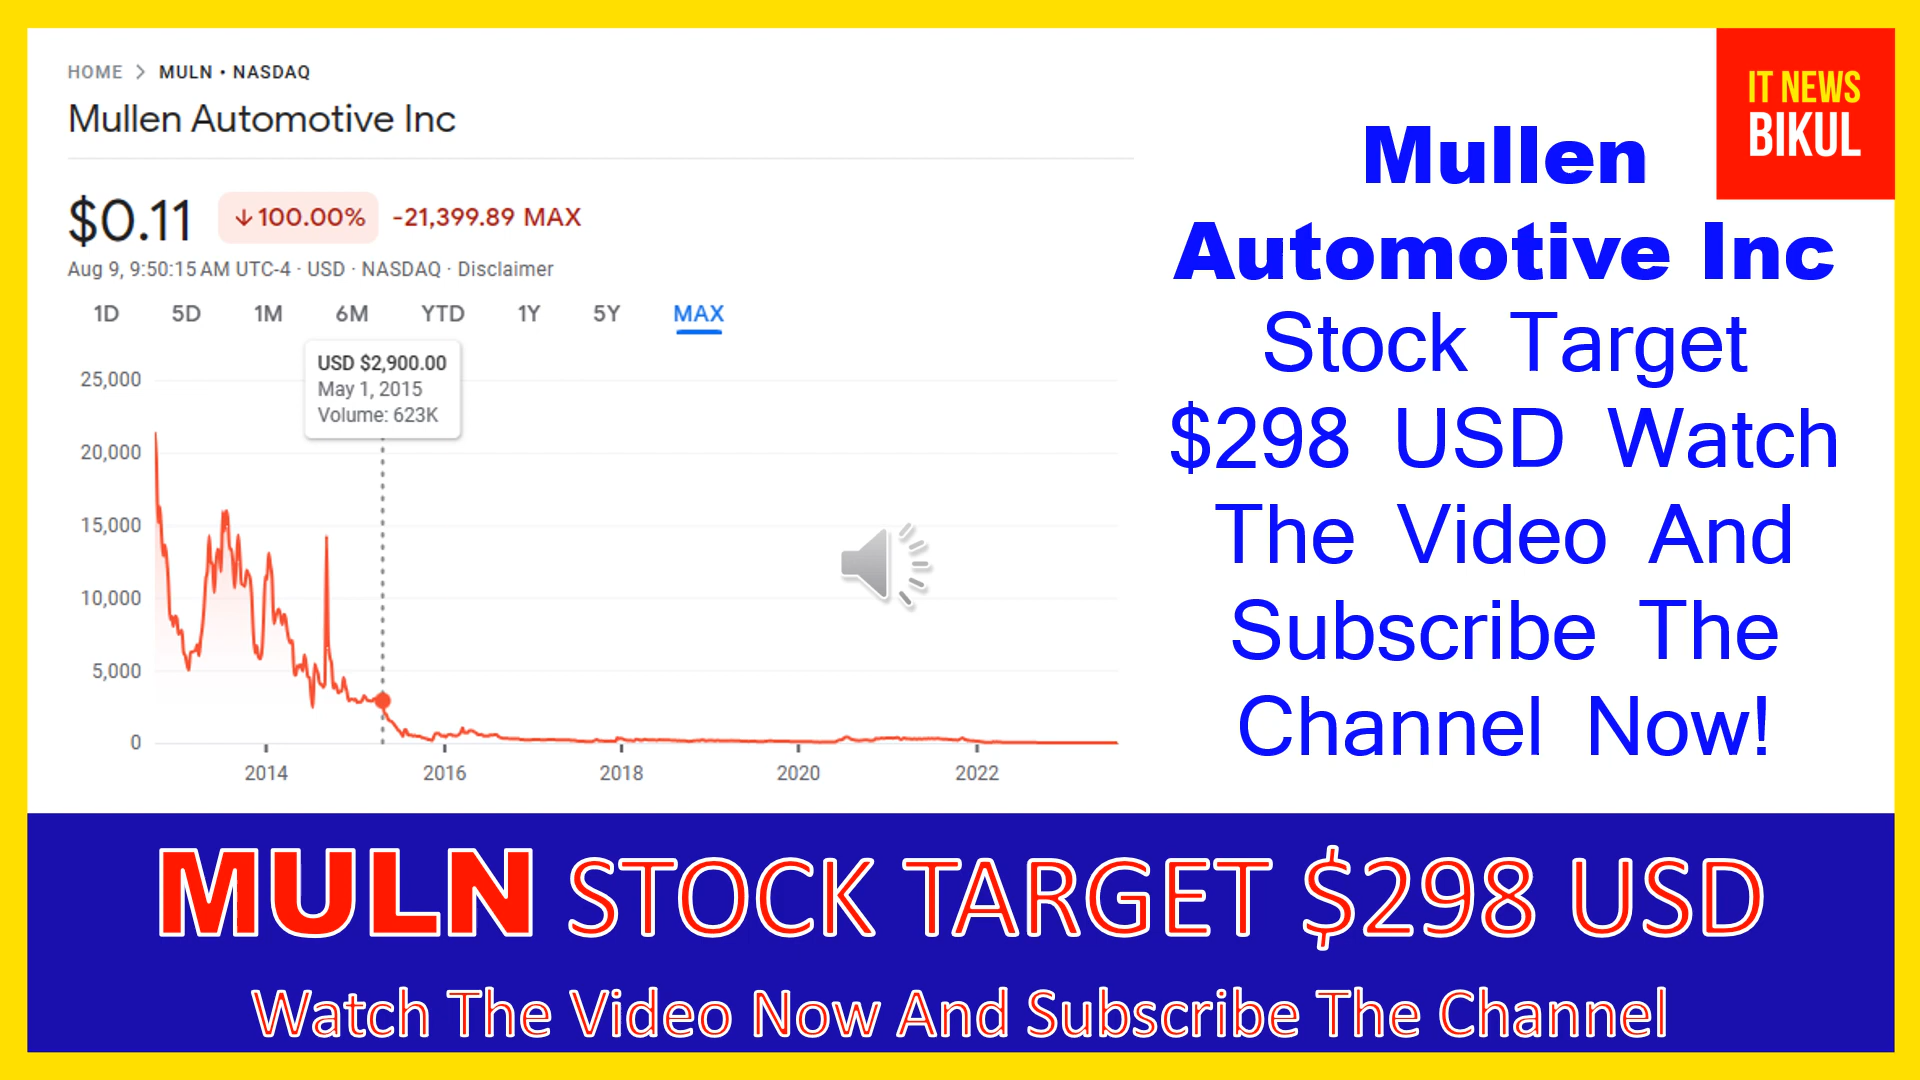 HOME > MULN • NASDAQ
Mullen Automotive Inc
$0.11 ↓100.00% -21,399.89 MAX
Aug 9, 9:50:15 AM UTC-4 · USD · NASDAQ · Disclaimer
1D 5D 1M 6M YTD 1Y 5Y MAX
USD $2,900.00
May 1, 2015
Volume: 623K
25,000
20,000
15,000
10,000
5,000
0
2014 2016 2018 2020 2022
IT NEWS
BIKUL
Mullen
Automotive Inc
Stock Target
$298 USD Watch
The Video And
Subscribe The
Channel Now!
MULN STOCK TARGET $298 USD
Watch The Video Now And Subscribe The Channel